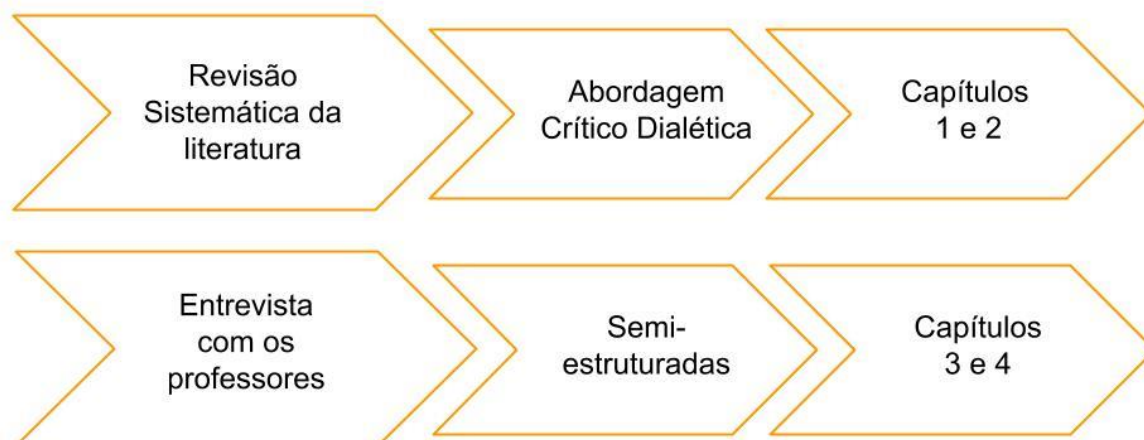 Revisão
Sistemática da
literatura
Abordagem
Crítico Dialética
Capítulos
1 e 2
Entrevista
com os
professores
Semi-
estruturadas
Capítulos
3 e 4